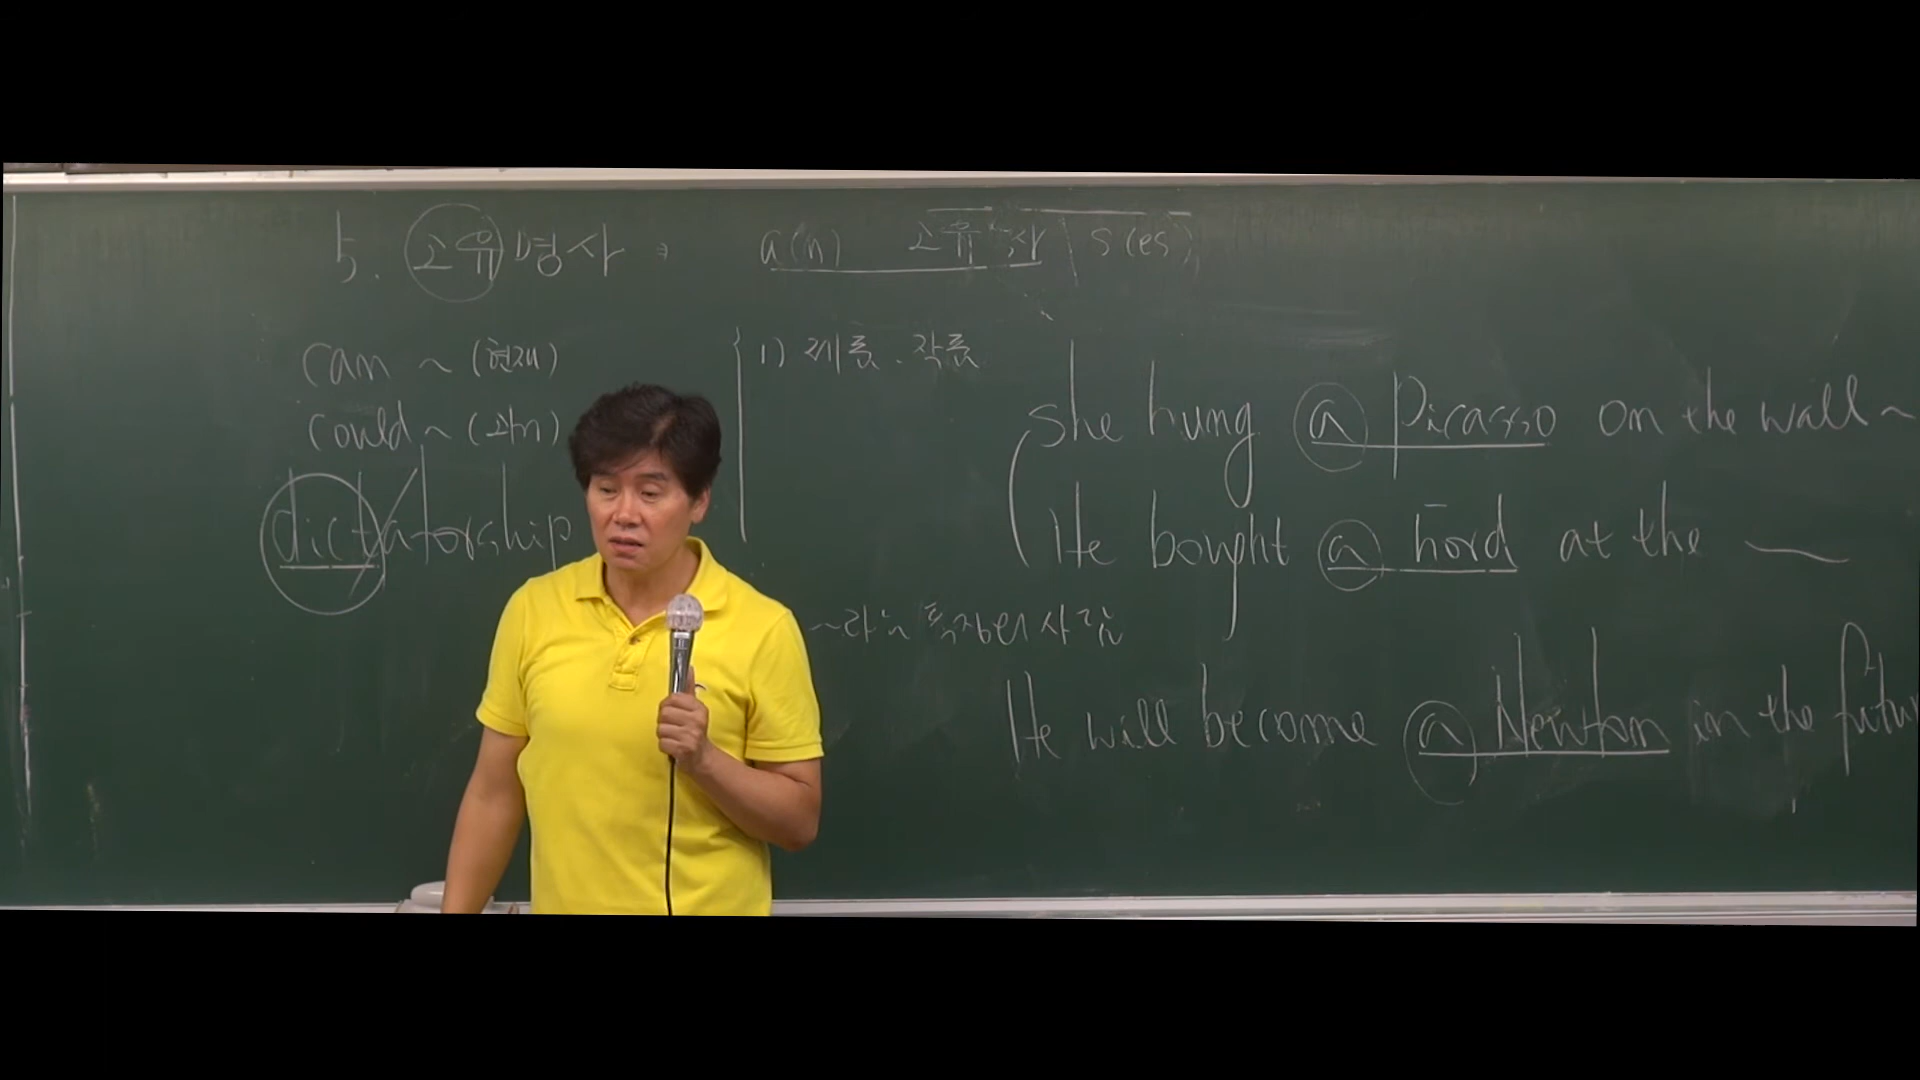 5. 고유명사 : a(n) 고유명사 s(es)
can ~ (현재)
could ~ (과거)
dictatorship
1) 제품 . 작품
she hung a Picasso on the wall ~
He bought a hord at the
~라는 특정의 사람
He will become a Newton in the futur